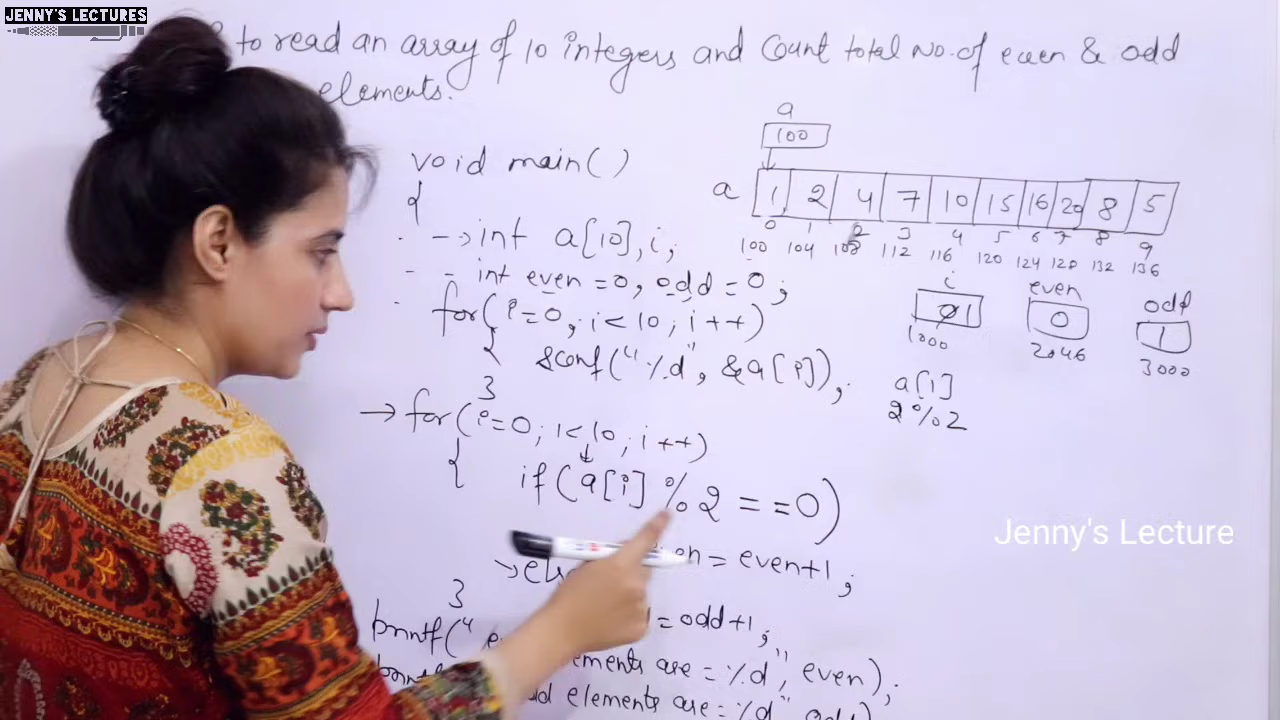 JENNY'S LECTURES
to read an array of 10 integers and Count total No. of even & odd
elements.
void main()
{
-> int a[10], i;
- int even = 0, odd = 0;
for( i = 0; i < 10; i++)
{
scanf("%d", &a[i]);
}
-> for( i = 0; i < 10; i++)
{
if( a[i] % 2 == 0)
= even+1;
->
= odd+1;
}
printf("
ements are = %d", even);
elements are = %d"
a
100
a 1 2 4 7 10 15 16 20 8 5
0 1 2 3 4 5 6 7 8 9
100 104 108 112 116 120 124 128 132 136
i even odd
0 1 0 1
1000 2046 3000
a[1]
2%2
Jenny's Lecture